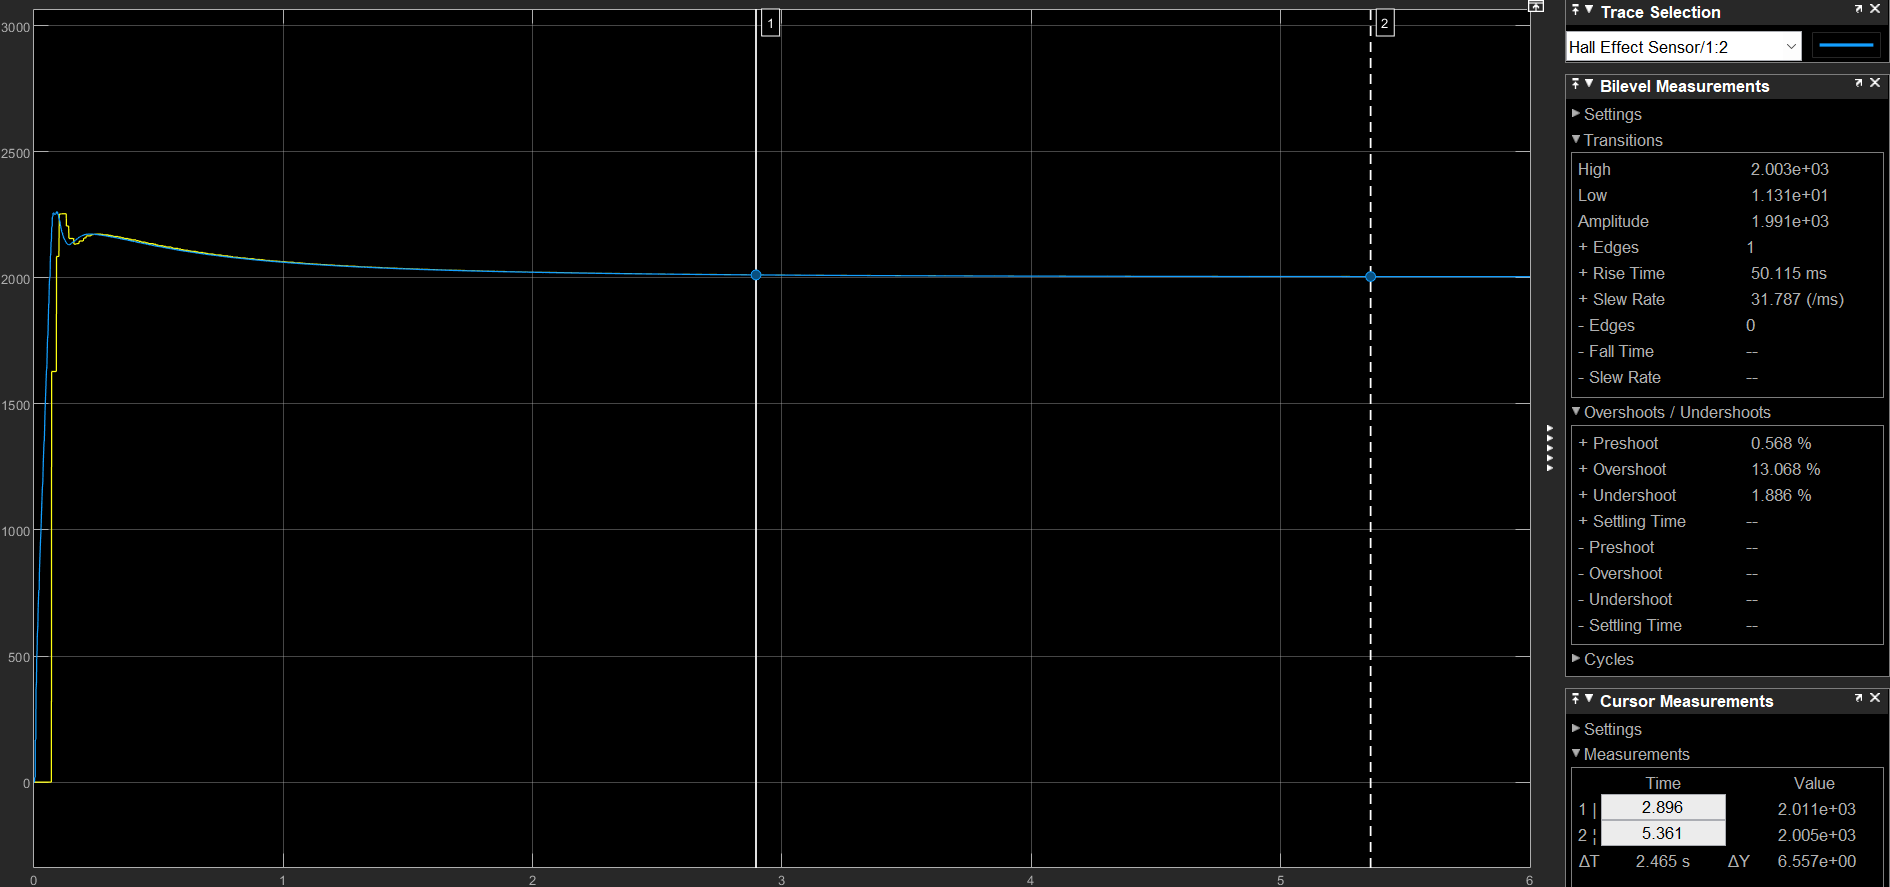 3000
2500
2000
1500
1000
500
0
0 1 2 3 4 5 6
1
2
Trace Selection
Hall Effect Sensor/1:2
Bilevel Measurements
Settings
Transitions
High 2.003e+03
Low 1.131e+01
Amplitude 1.991e+03
+ Edges 1
+ Rise Time 50.115 ms
+ Slew Rate 31.787 (/ms)
- Edges 0
- Fall Time --
- Slew Rate --
Overshoots / Undershoots
+ Preshoot 0.568 %
+ Overshoot 13.068 %
+ Undershoot 1.886 %
+ Settling Time --
- Preshoot --
- Overshoot --
- Undershoot --
- Settling Time --
Cycles
Cursor Measurements
Settings
Measurements
Time Value
1 | 2.896 2.011e+03
2 ¦ 5.361 2.005e+03
ΔT 2.465 s ΔY 6.557e+00